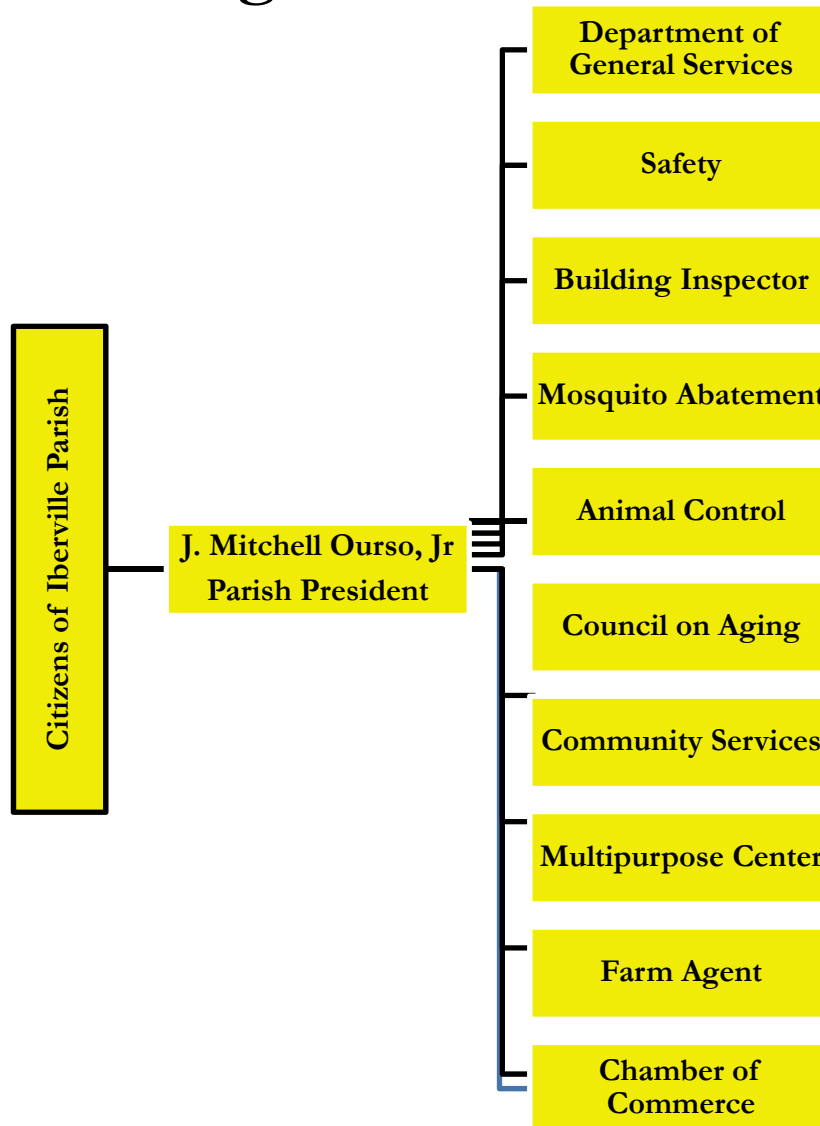 Citizens of Iberville Parish
J. Mitchell Ourso, Jr
Parish President
Department of
General Services
Safety
Building Inspector
Mosquito Abatement
Animal Control
Council on Aging
Community Services
Multipurpose Center
Farm Agent
Chamber of
Commerce